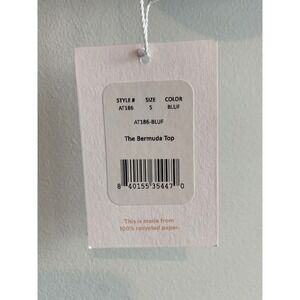 STYLE # SIZE COLOR
AT186 S BLUF
AT186-BLUF
The Bermuda Top
8 40155 35447 0
This is made from
100% recycled paper.